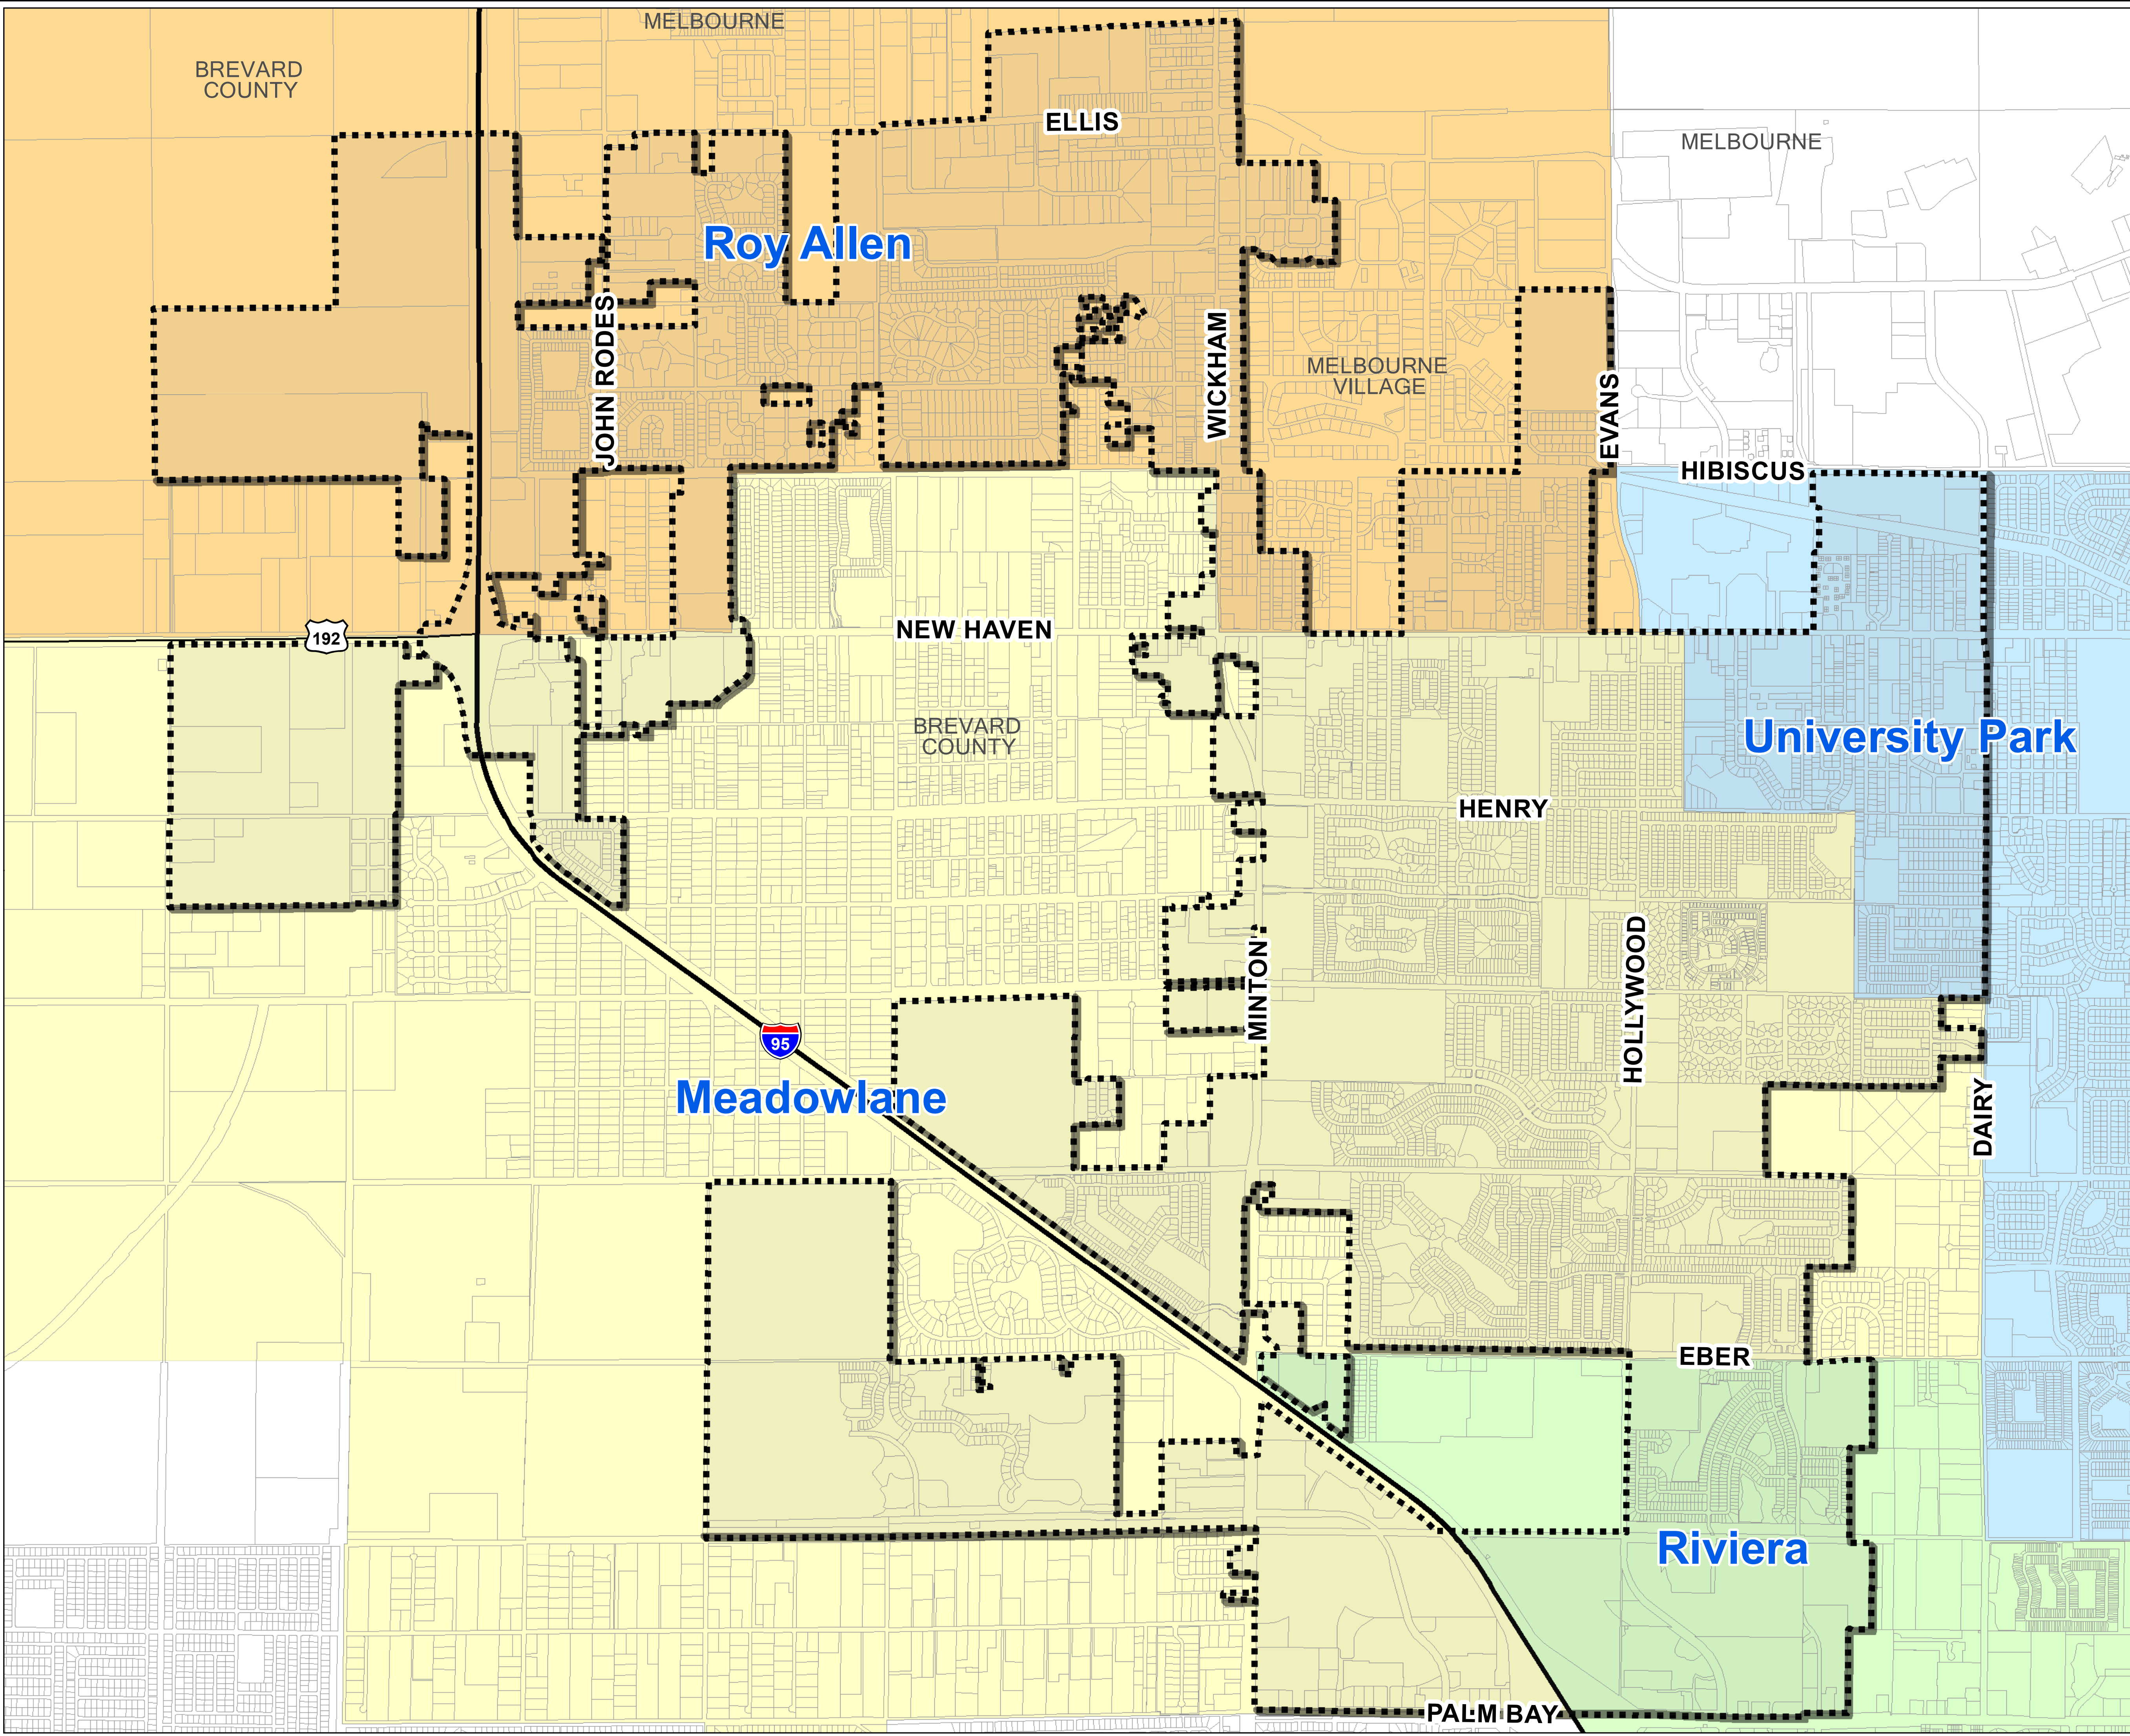 MELBOURNE
BREVARD
COUNTY
ELLIS
MELBOURNE
Roy Allen
JOHN RODES
WICKHAM
MELBOURNE
VILLAGE
EVANS
HIBISCUS
192
NEW HAVEN
BREVARD
COUNTY
University Park
HENRY
HOLLYWOOD
MINTON
95
Meadowlane
DAIRY
EBER
Riviera
PALM BAY